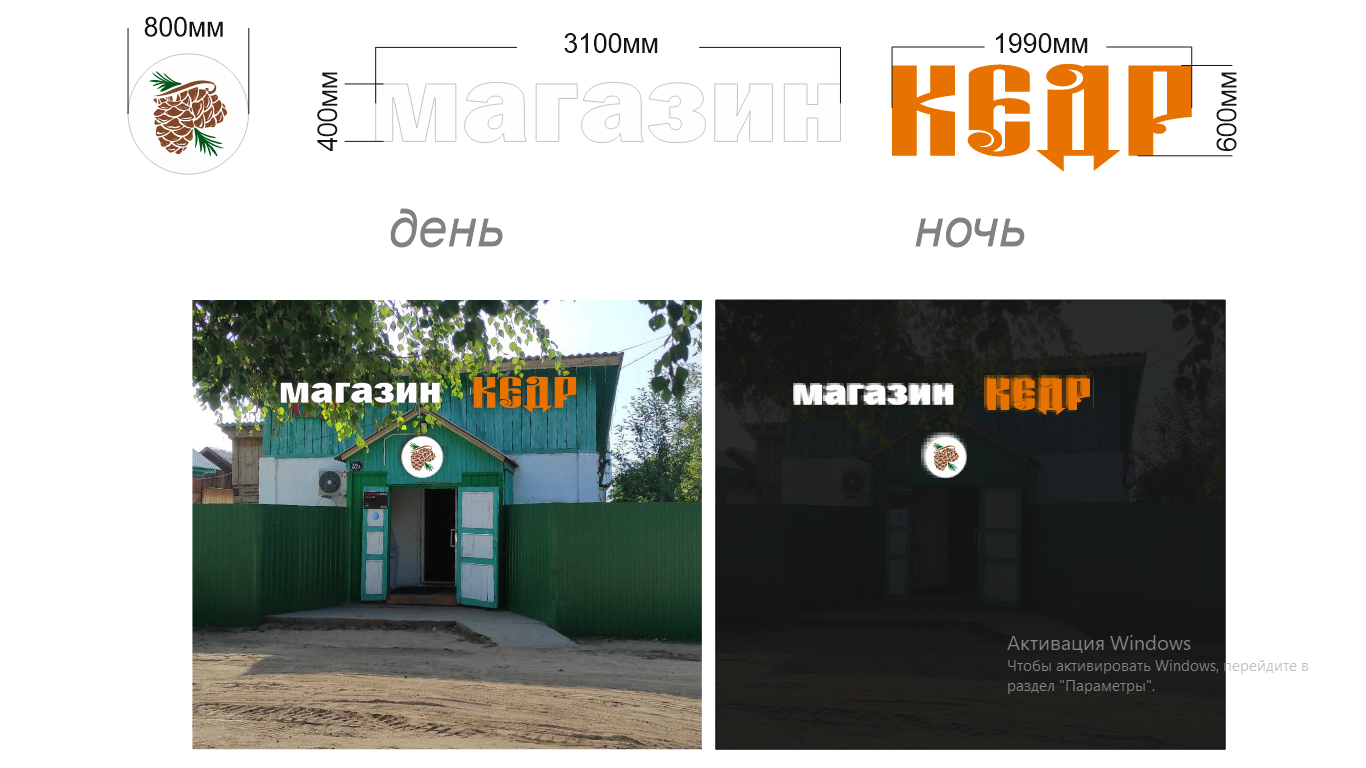 800мм
3100мм
1990мм
400мм
магазин
КЕДР
600мм
день
ночь
магазин КЕДР
магазин КЕДР
Активация Windows
Чтобы активировать Windows, перейдите в
раздел "Параметры".